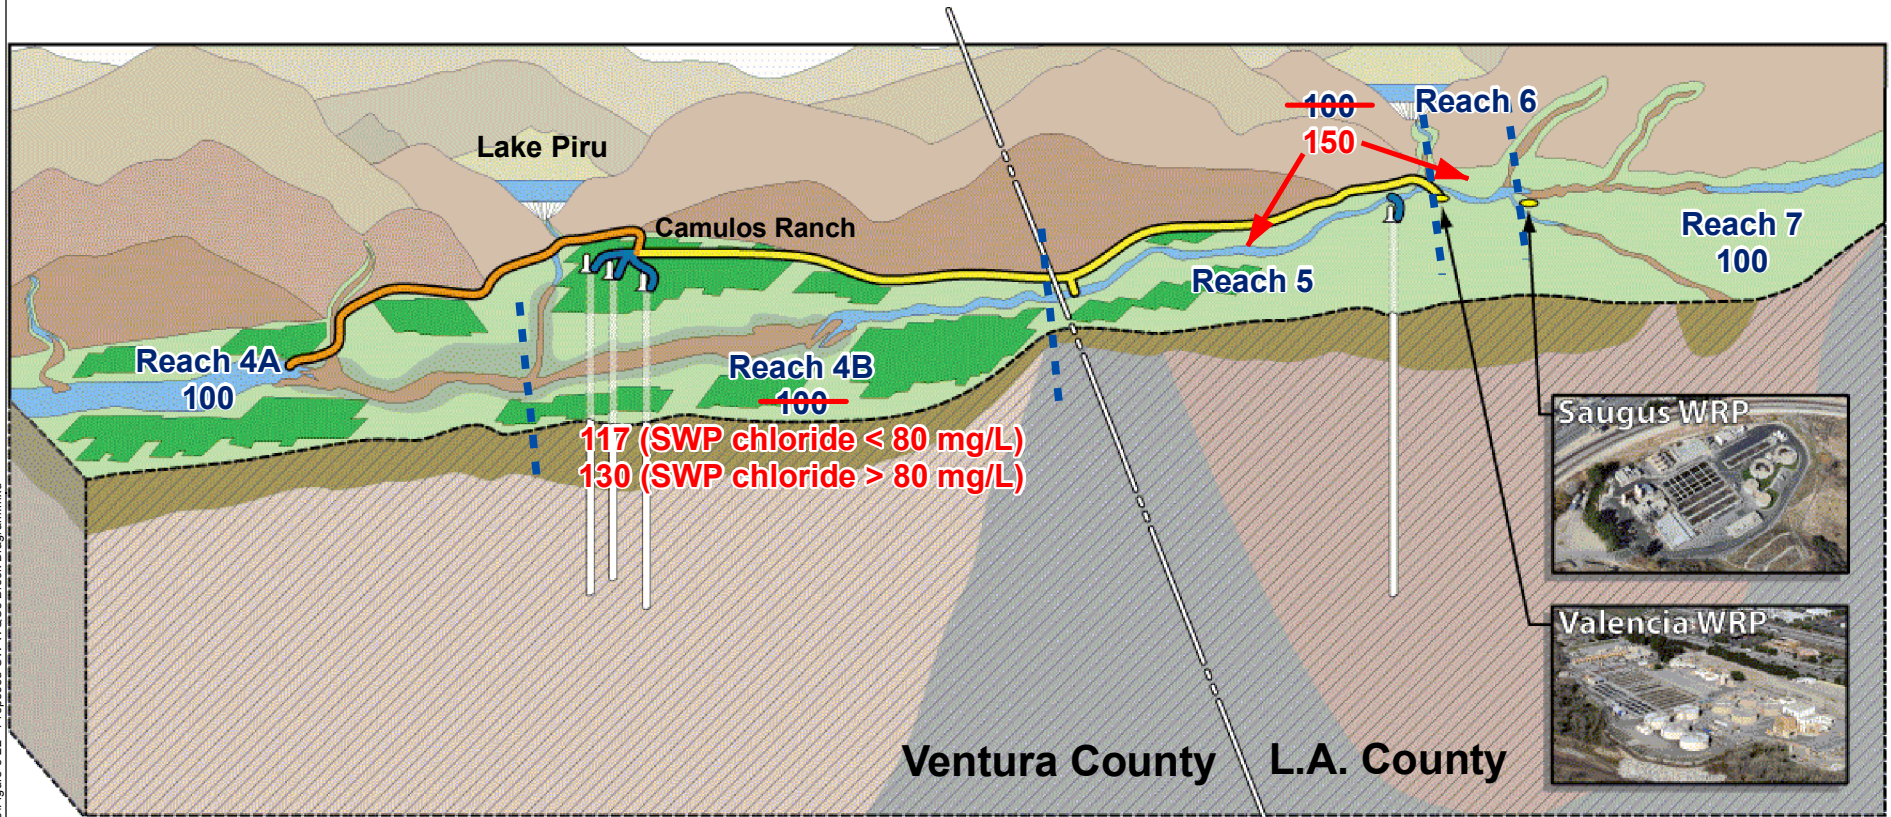 100
Reach 6
150
Lake Piru
Camulos Ranch
Reach 7
100
Reach 5
Reach 4A
100
Reach 4B
100
117 (SWP chloride < 80 mg/L)
130 (SWP chloride > 80 mg/L)
Saugus WRP
Valencia WRP
Ventura County
L.A. County